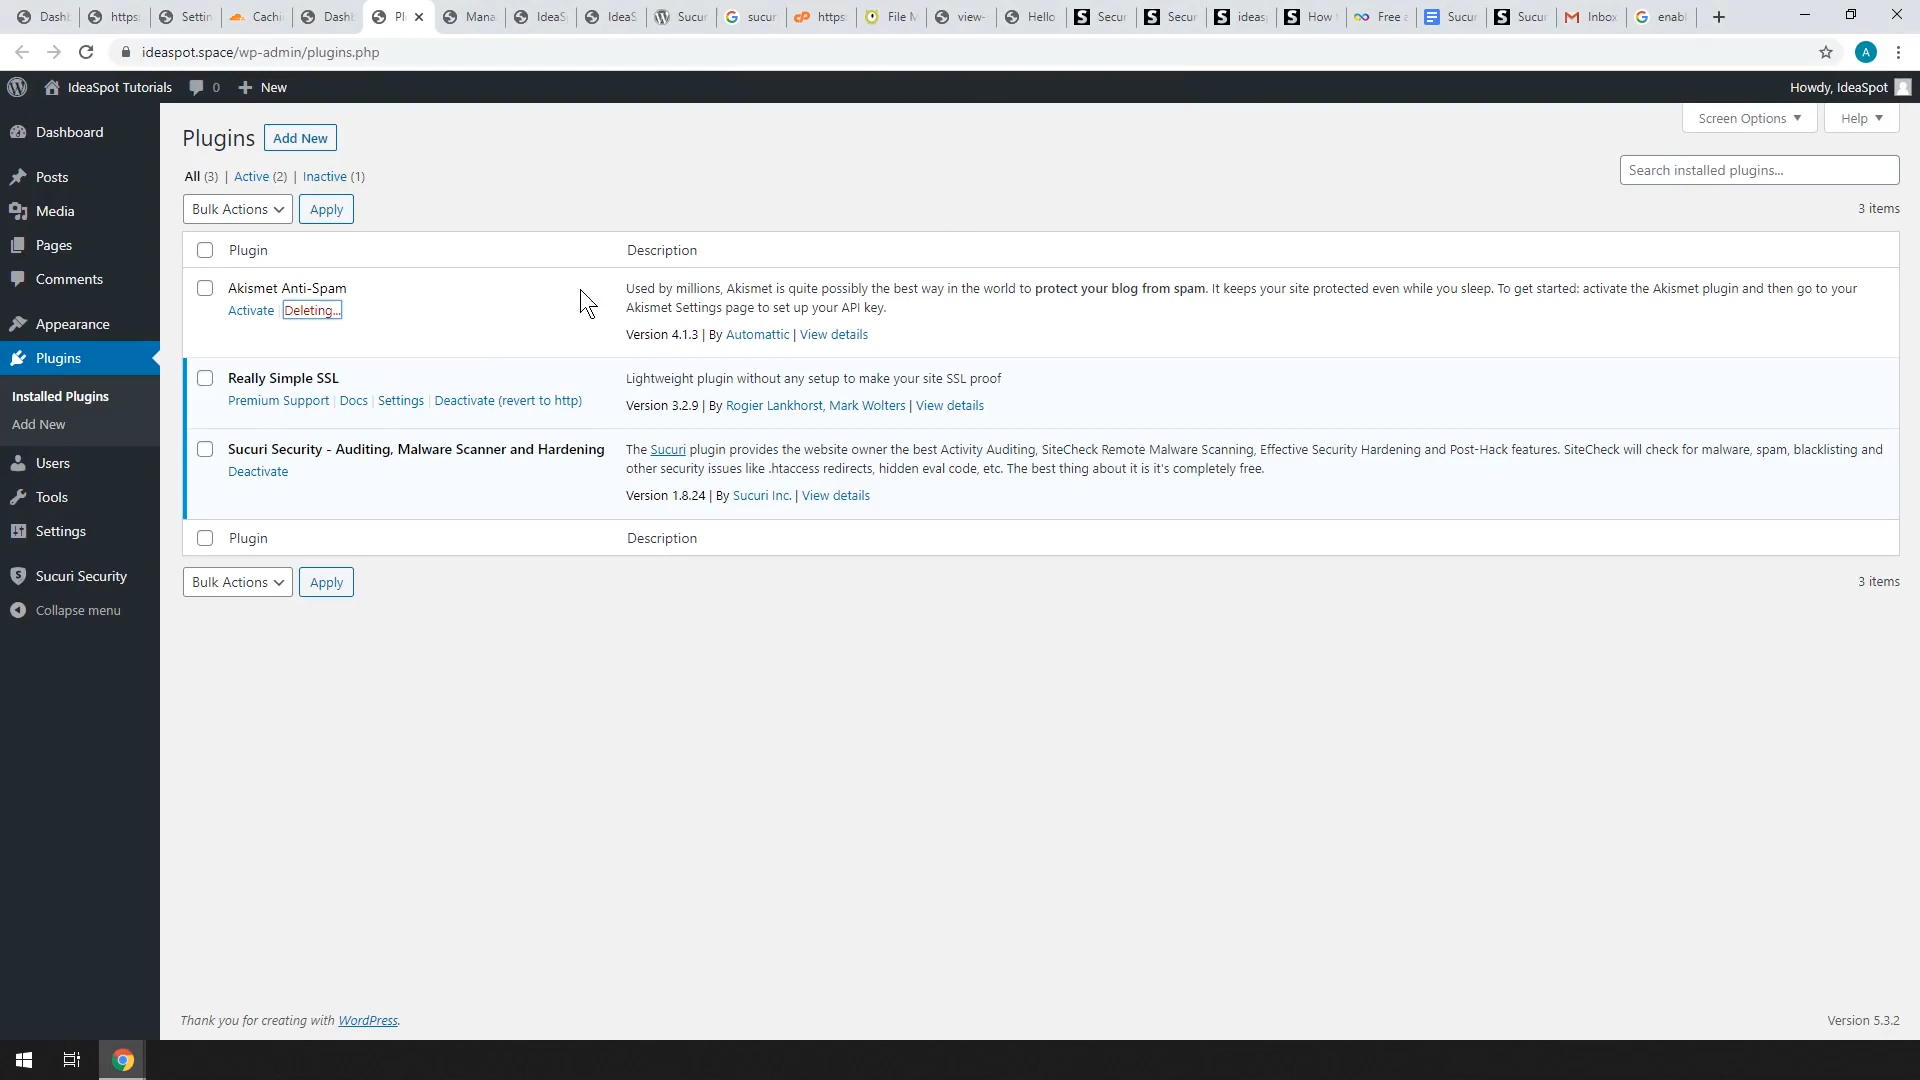 Dashb
https:
Settin
Cachi
Dashb
Pl
Mana
IdeaS
IdeaS
Sucur
sucur
https:
File M
view-
Hello
Secur
Secur
ideasp
How t
Free a
Sucur
Sucur
Inbox
enabl
ideaspot.space/wp-admin/plugins.php
A
IdeaSpot Tutorials 0 New
Howdy, IdeaSpot
Dashboard
Posts
Media
Pages
Comments
Appearance
Plugins
Installed Plugins
Add New
Users
Tools
Settings
Sucuri Security
Collapse menu
Screen Options
Help
Plugins Add New
All (3) | Active (2) | Inactive (1)
Search installed plugins...
Bulk Actions Apply
3 items
Plugin Description
Akismet Anti-Spam
Activate | Deleting...
Used by millions, Akismet is quite possibly the best way in the world to protect your blog from spam. It keeps your site protected even while you sleep. To get started: activate the Akismet plugin and then go to your
Akismet Settings page to set up your API key.
Version 4.1.3 | By Automattic | View details
Really Simple SSL
Premium Support | Docs | Settings | Deactivate (revert to http)
Lightweight plugin without any setup to make your site SSL proof
Version 3.2.9 | By Rogier Lankhorst, Mark Wolters | View details
Sucuri Security - Auditing, Malware Scanner and Hardening
Deactivate
The Sucuri plugin provides the website owner the best Activity Auditing, SiteCheck Remote Malware Scanning, Effective Security Hardening and Post-Hack features. SiteCheck will check for malware, spam, blacklisting and
other security issues like .htaccess redirects, hidden eval code, etc. The best thing about it is it's completely free.
Version 1.8.24 | By Sucuri Inc. | View details
Plugin Description
Bulk Actions Apply
3 items
Thank you for creating with WordPress.
Version 5.3.2